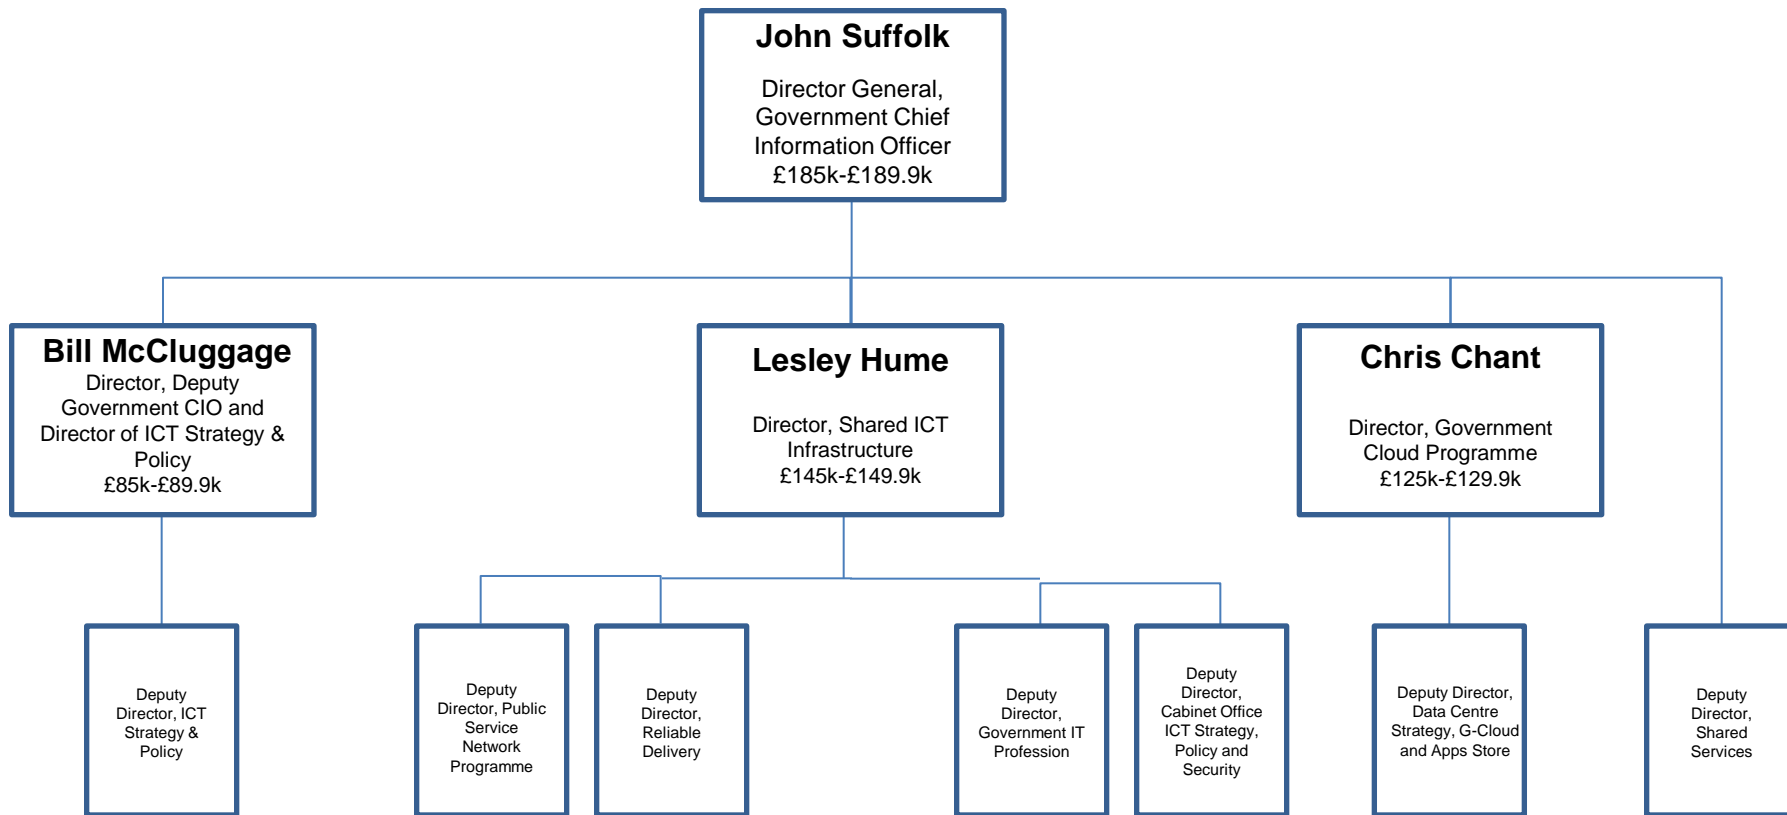 John Suffolk
Director General,
Government Chief
Information Officer
£185k-£189.9k
Bill McCluggage
Director, Deputy
Government CIO and
Director of ICT Strategy &
Policy
£85k-£89.9k
Lesley Hume
Director, Shared ICT
Infrastructure
£145k-£149.9k
Chris Chant
Director, Government
Cloud Programme
£125k-£129.9k
Deputy
Director, ICT
Strategy &
Policy
Deputy
Director, Public
Service
Network
Programme
Deputy
Director,
Reliable
Delivery
Deputy
Director,
Government IT
Profession
Deputy
Director,
Cabinet Office
ICT Strategy,
Policy and
Security
Deputy Director,
Data Centre
Strategy, G-Cloud
and Apps Store
Deputy
Director,
Shared
Services